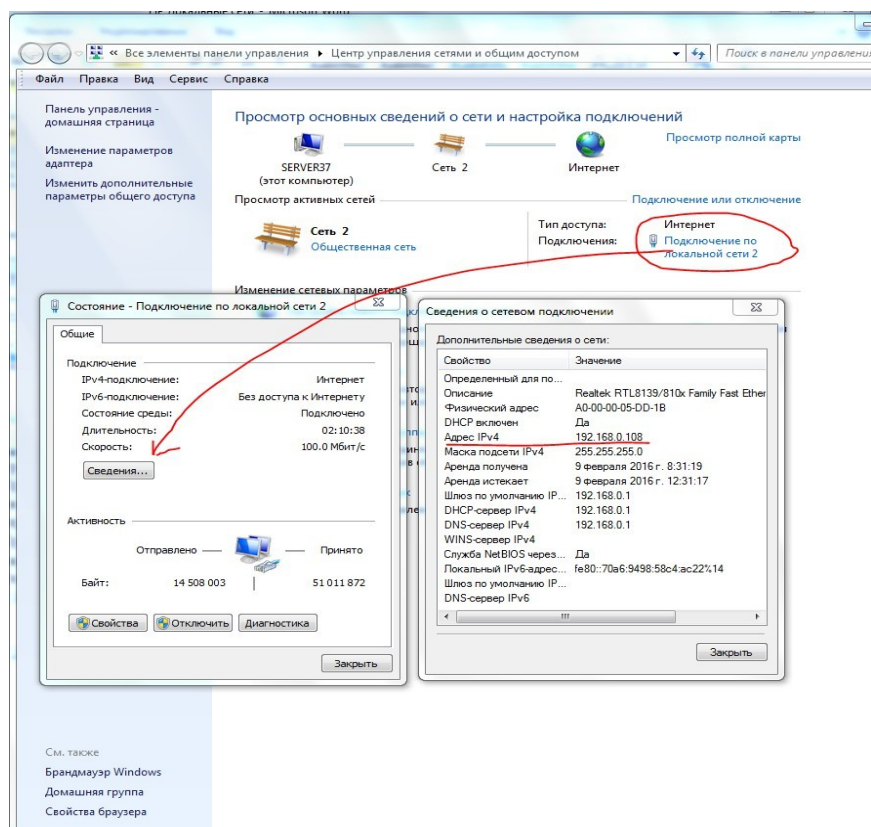 Все элементы панели управления ▸ Центр управления сетями и общим доступом
Поиск в панели управления
Файл Правка Вид Сервис Справка
Панель управления -
домашняя страница
Изменение параметров
адаптера
Изменить дополнительные
параметры общего доступа
Просмотр основных сведений о сети и настройка подключений
Просмотр полной карты
SERVER37
(этот компьютер)
Сеть 2
Интернет
Просмотр активных сетей
Подключение или отключение
Сеть 2
Общественная сеть
Тип доступа: Интернет
Подключения: Подключение по
локальной сети 2
Изменение сетевых параметров
Состояние - Подключение по локальной сети 2
Общие
Подключение
IPv4-подключение: Интернет
IPv6-подключение: Без доступа к Интернету
Состояние среды: Подключено
Длительность: 02:10:38
Скорость: 100.0 Мбит/с
Сведения...
Активность
Отправлено — — Принято
Байт: 14 508 003 | 51 011 872
Свойства Отключить Диагностика
Закрыть
Сведения о сетевом подключении
Дополнительные сведения о сети:
Свойство Значение
Определенный для по...
Описание Realtek RTL8139/810x Family Fast Ether
Физический адрес A0-00-00-05-DD-1B
DHCP включен Да
Адрес IPv4 192.168.0.108
Маска подсети IPv4 255.255.255.0
Аренда получена 9 февраля 2016 г. 8:31:19
Аренда истекает 9 февраля 2016 г. 12:31:17
Шлюз по умолчанию IP... 192.168.0.1
DHCP-сервер IPv4 192.168.0.1
DNS-сервер IPv4 192.168.0.1
WINS-сервер IPv4
Служба NetBIOS через... Да
Локальный IPv6-адрес... fe80::70a6:9498:58c4:ac22%14
Шлюз по умолчанию IP...
DNS-сервер IPv6
Закрыть
См. также
Брандмауэр Windows
Домашняя группа
Свойства браузера